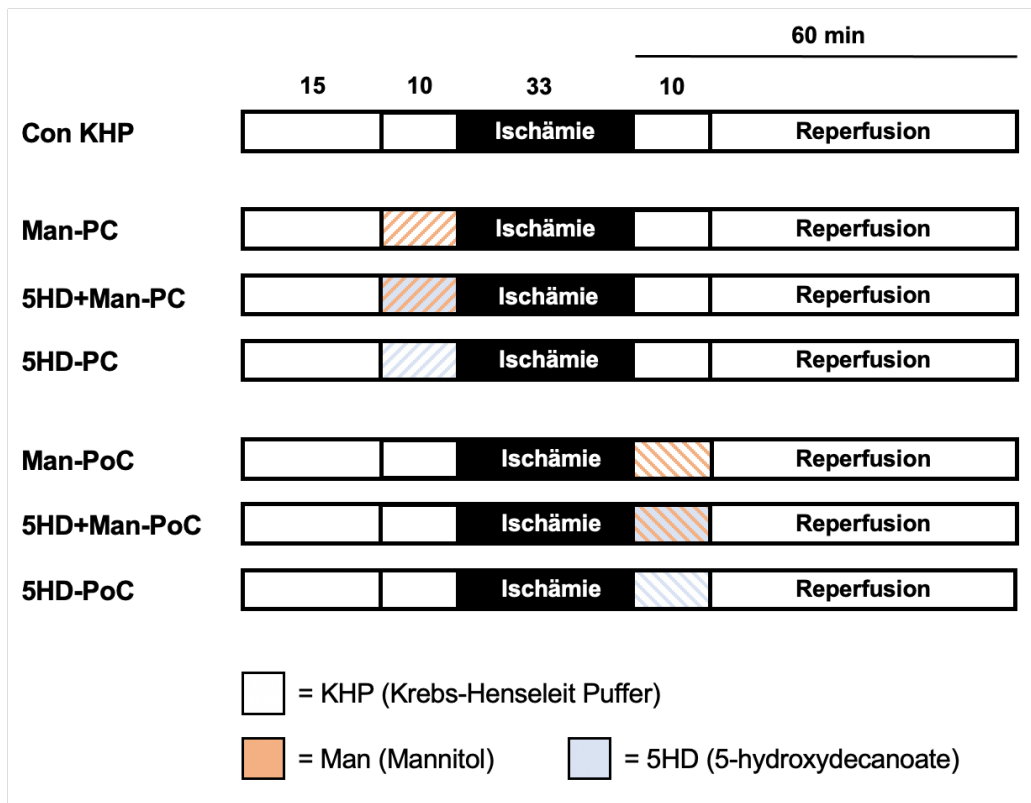 60 min
15 10 33 10
Con KHP Ischämie Reperfusion
Man-PC Ischämie Reperfusion
5HD+Man-PC Ischämie Reperfusion
5HD-PC Ischämie Reperfusion
Man-PoC Ischämie Reperfusion
5HD+Man-PoC Ischämie Reperfusion
5HD-PoC Ischämie Reperfusion
= KHP (Krebs-Henseleit Puffer)
= Man (Mannitol) = 5HD (5-hydroxydecanoate)